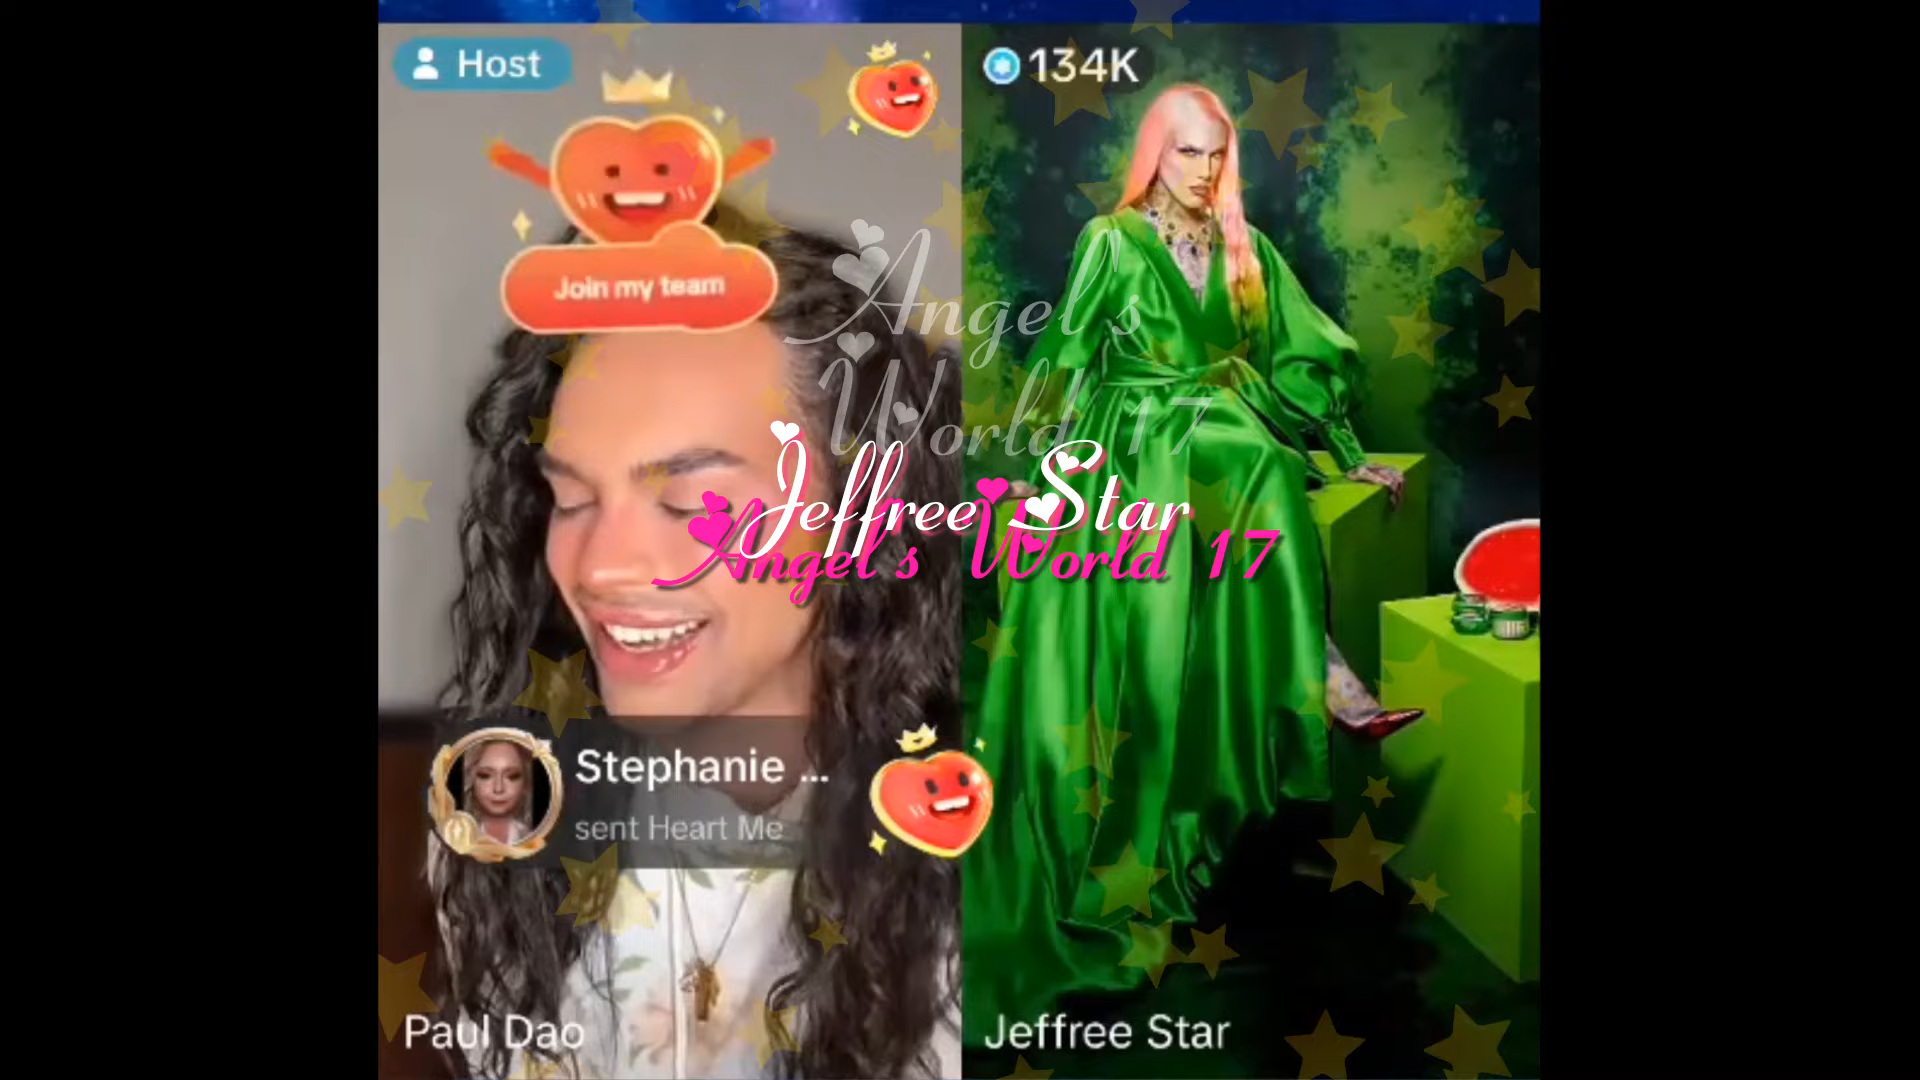 Host
134K
Join my team
Angel's
World 17
Jeffree Star
Angel's World 17
Stephanie ...
sent Heart Me
Paul Dao
Jeffree Star